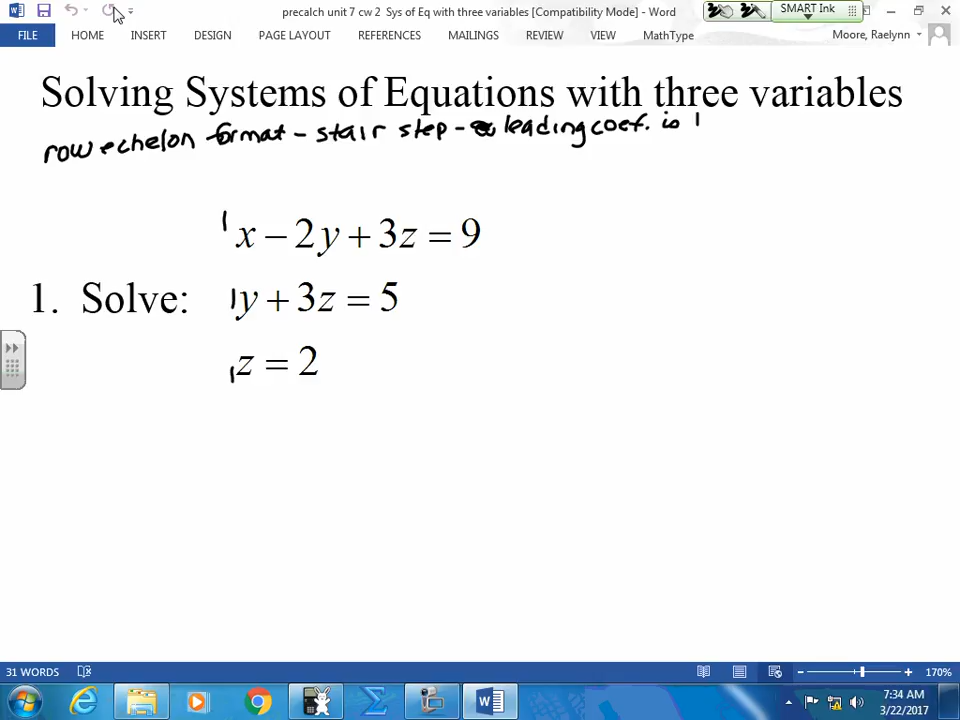 precalch unit 7 cw 2 Sys of Eq with three variables [Compatibility Mode] - Word
SMART Ink
FILE HOME INSERT DESIGN PAGE LAYOUT REFERENCES MAILINGS REVIEW VIEW MathType Moore, Raelynn
Solving Systems of Equations with three variables
row echelon format - stair step - leading coef. is 1
1x − 2y + 3z = 9
1. Solve: 1y + 3z = 5
1z = 2
31 WORDS 170%
7:34 AM
3/22/2017